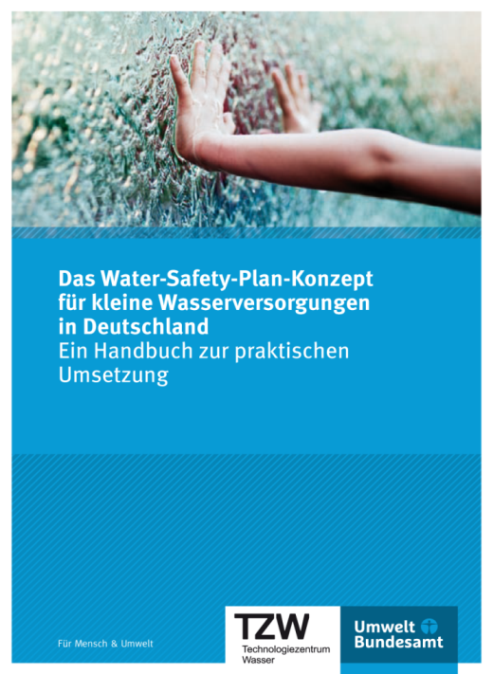 Das Water-Safety-Plan-Konzept
für kleine Wasserversorgungen
in Deutschland
Ein Handbuch zur praktischen
Umsetzung
Für Mensch & Umwelt
TZW
Technologiezentrum
Wasser
Umwelt
Bundesamt